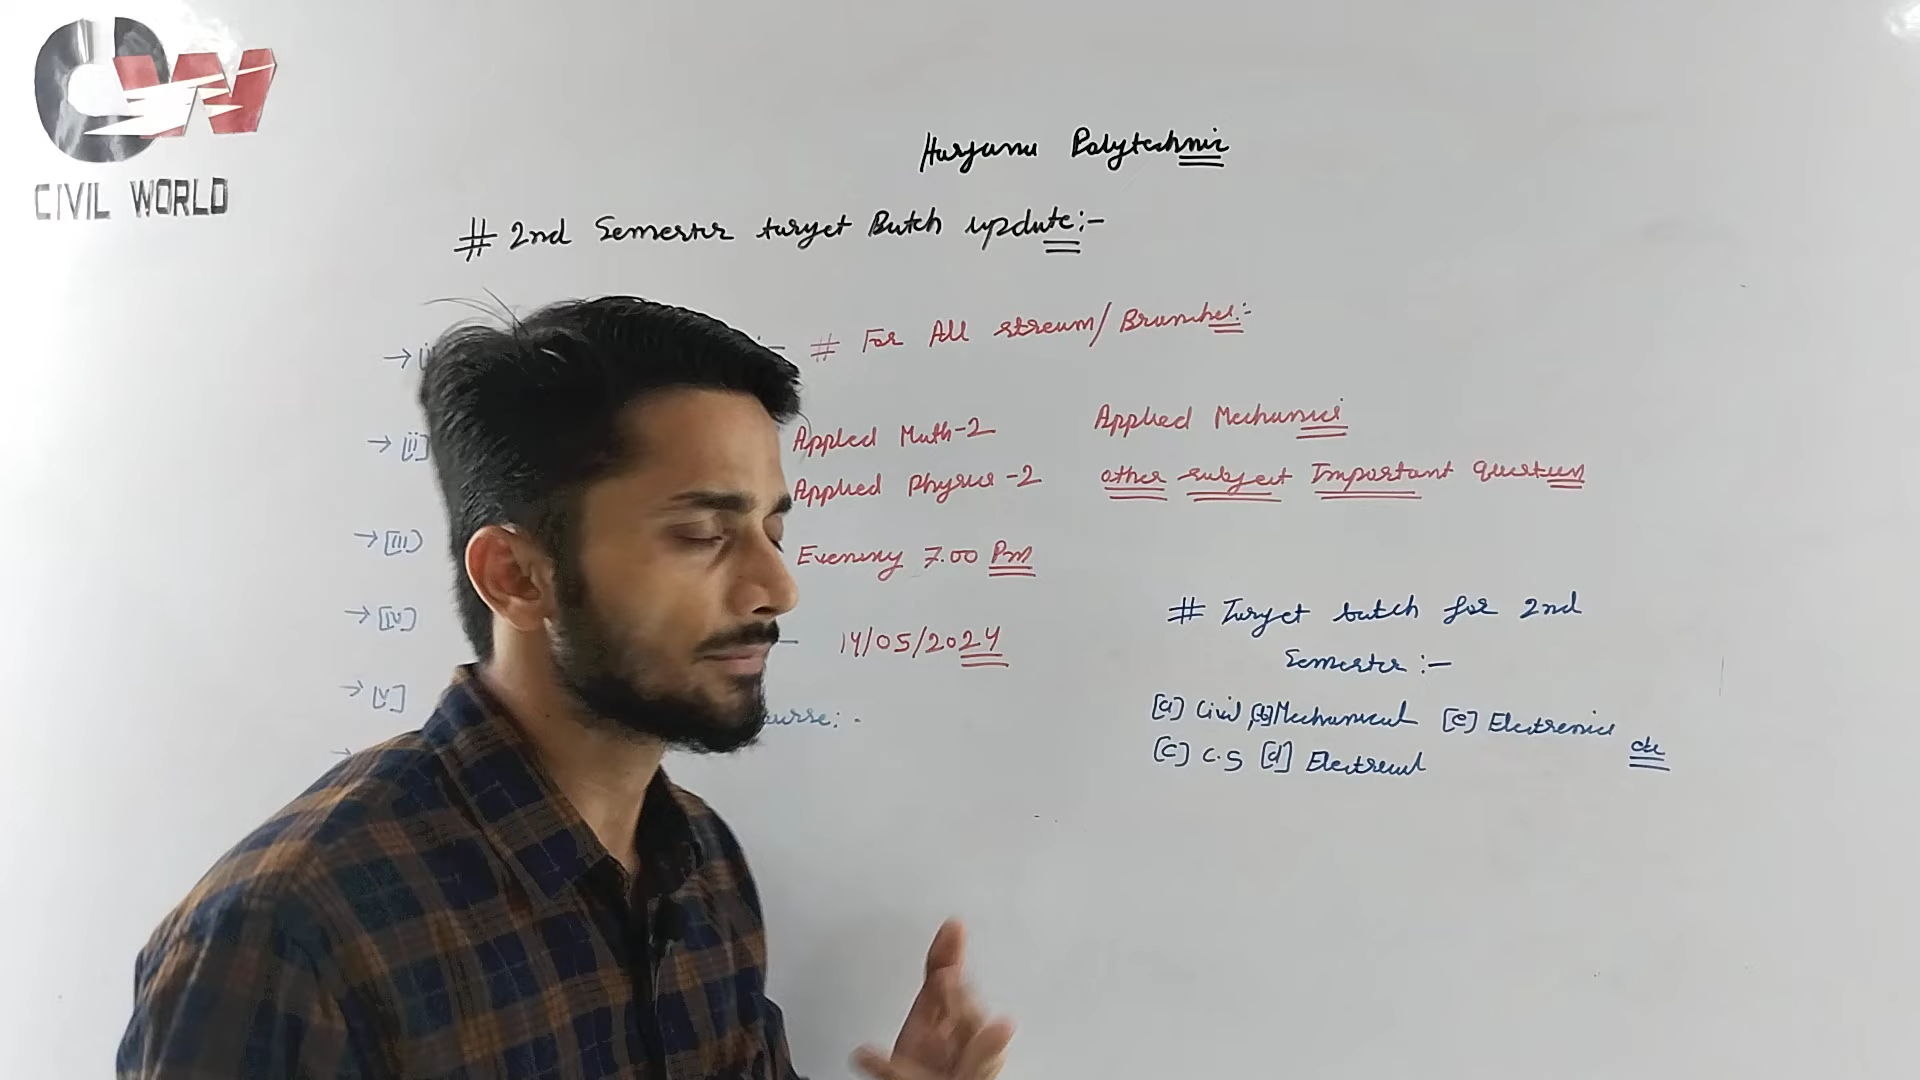 CW
CIVIL WORLD
Haryana Polytechnic
# 2nd Semester target Batch update:-
→ [i] # For All stream/Branches:-
→ [ii] Applied Math-2 Applied Mechanics
Applied Physics-2 other subject Important question
→ [iii] Evening 7.00 Pm
→ [iv] - 14/05/2024
→ [v]
→
# Target batch for 2nd
Semester :-
[a] Civil, [b] Mechanical [e] Electronics
[c] C.S [d] Electrical etc